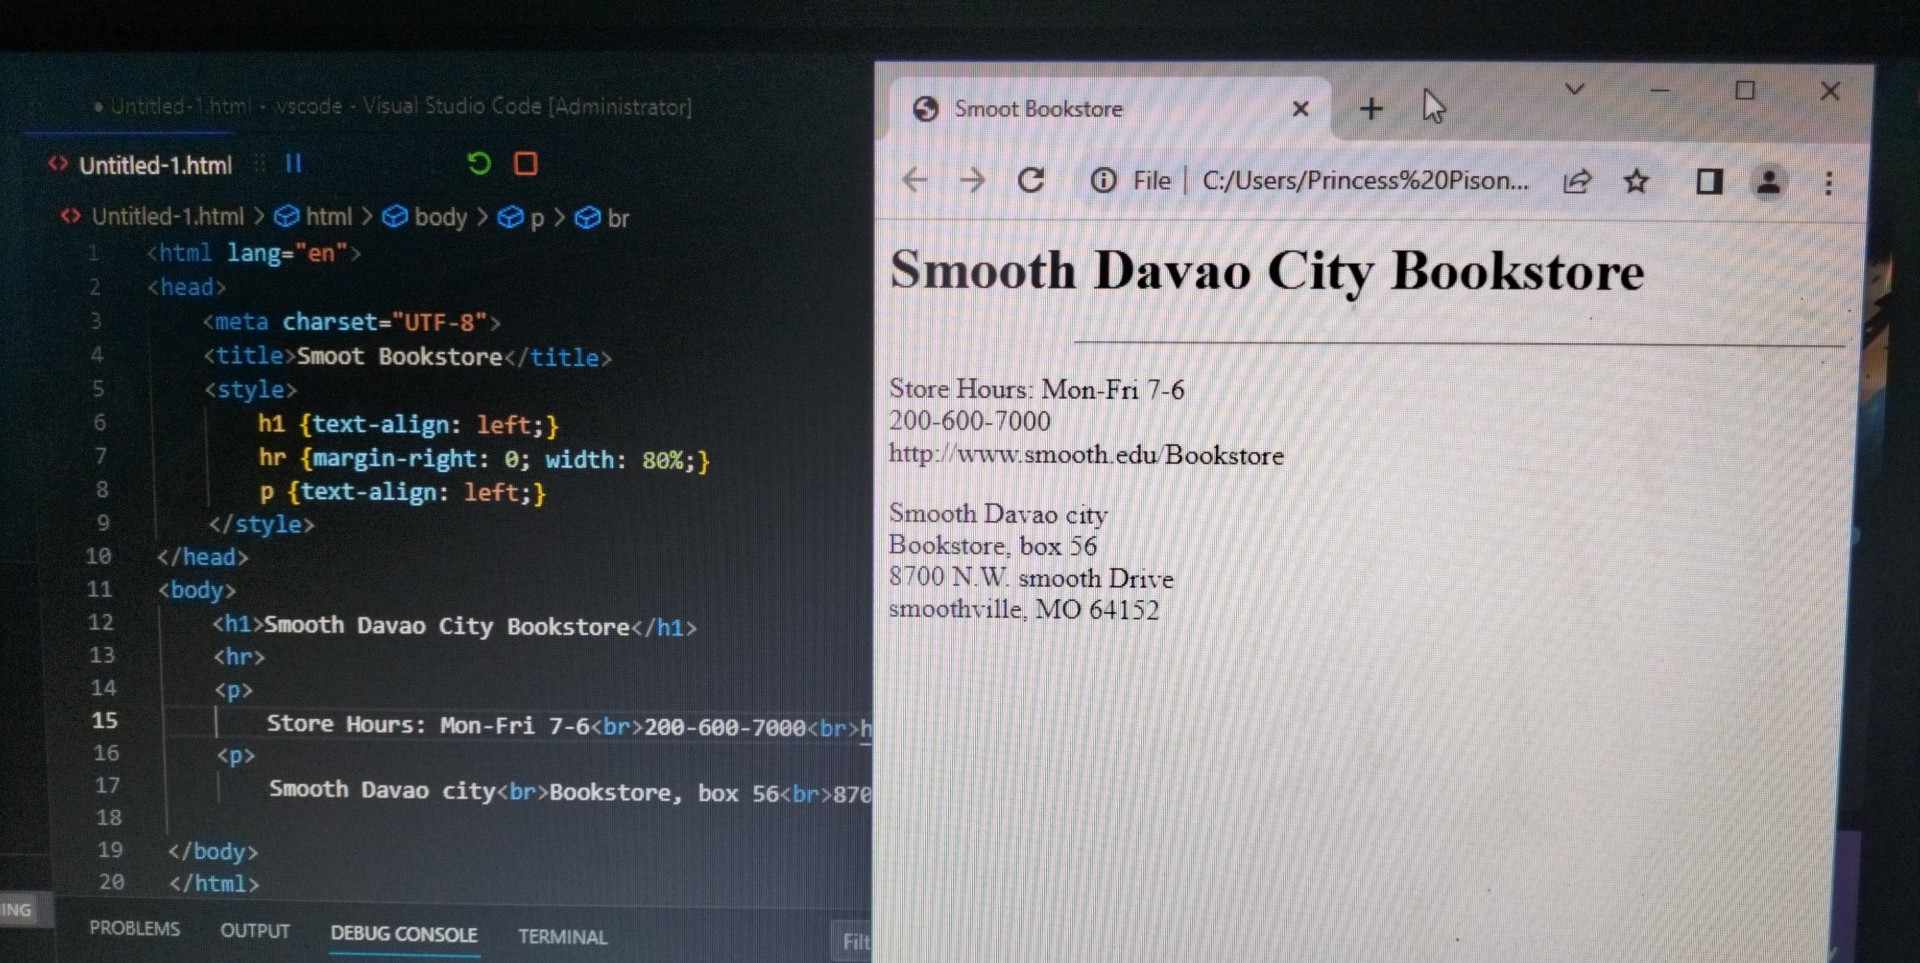 Untitled-1.html - .vscode - Visual Studio Code [Administrator]
Untitled-1.html
Untitled-1.html > html > body > p > br
1 <html lang="en">
2 <head>
3 <meta charset="UTF-8">
4 <title>Smoot Bookstore</title>
5 <style>
6 h1 {text-align: left;}
7 hr {margin-right: 0; width: 80%;}
8 p {text-align: left;}
9 </style>
10 </head>
11 <body>
12 <h1>Smooth Davao City Bookstore</h1>
13 <hr>
14 <p>
15 Store Hours: Mon-Fri 7-6<br>200-600-7000<br>h
16 <p>
17 Smooth Davao city<br>Bookstore, box 56<br>870
18
19 </body>
20 </html>
ING
PROBLEMS OUTPUT DEBUG CONSOLE TERMINAL Filt
Smoot Bookstore
File C:/Users/Princess%20Pison...
Smooth Davao City Bookstore
Store Hours: Mon-Fri 7-6
200-600-7000
http://www.smooth.edu/Bookstore
Smooth Davao city
Bookstore, box 56
8700 N.W. smooth Drive
smoothville, MO 64152